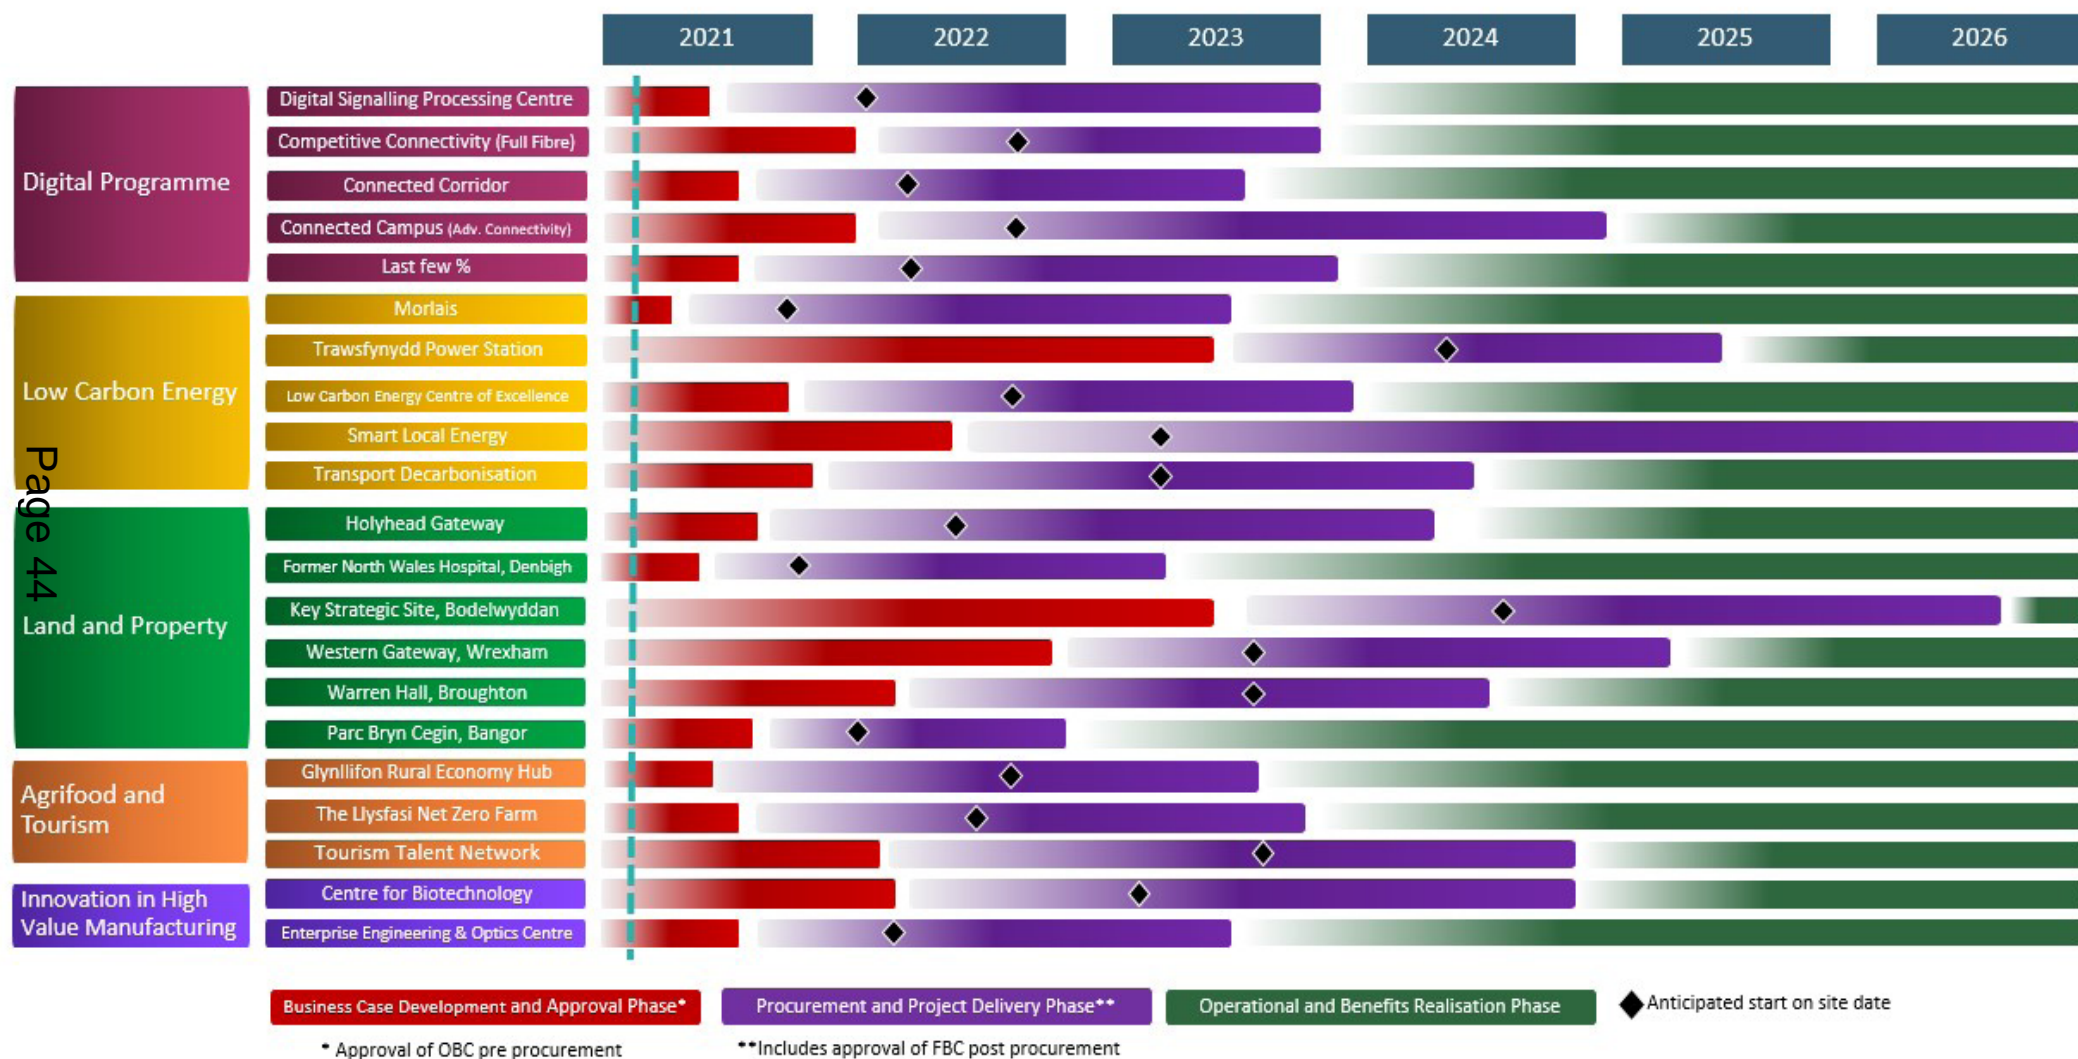 2021 2022 2023 2024 2025 2026
Digital Programme
Digital Signalling Processing Centre
Competitive Connectivity (Full Fibre)
Connected Corridor
Connected Campus (Adv. Connectivity)
Last few %
Low Carbon Energy
Morlais
Trawsfynydd Power Station
Low Carbon Energy Centre of Excellence
Smart Local Energy
Transport Decarbonisation
Page 44
Land and Property
Holyhead Gateway
Former North Wales Hospital, Denbigh
Key Strategic Site, Bodelwyddan
Western Gateway, Wrexham
Warren Hall, Broughton
Parc Bryn Cegin, Bangor
Agrifood and
Tourism
Glynllifon Rural Economy Hub
The Llysfasi Net Zero Farm
Tourism Talent Network
Innovation in High
Value Manufacturing
Centre for Biotechnology
Enterprise Engineering & Optics Centre
Business Case Development and Approval Phase*
Procurement and Project Delivery Phase**
Operational and Benefits Realisation Phase
Anticipated start on site date
* Approval of OBC pre procurement
**Includes approval of FBC post procurement